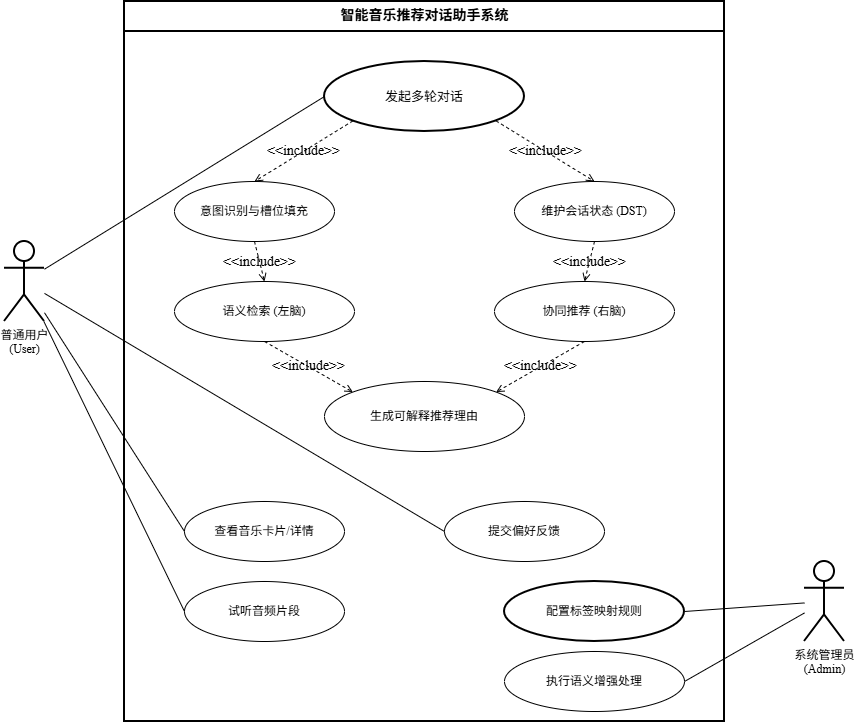 智能音乐推荐对话助手系统
发起多轮对话
<<include>>
<<include>>
意图识别与槽位填充
维护会话状态 (DST)
<<include>>
<<include>>
普通用户
(User)
语义检索 (左脑)
协同推荐 (右脑)
<<include>>
<<include>>
生成可解释推荐理由
查看音乐卡片/详情
提交偏好反馈
试听音频片段
配置标签映射规则
系统管理员
(Admin)
执行语义增强处理